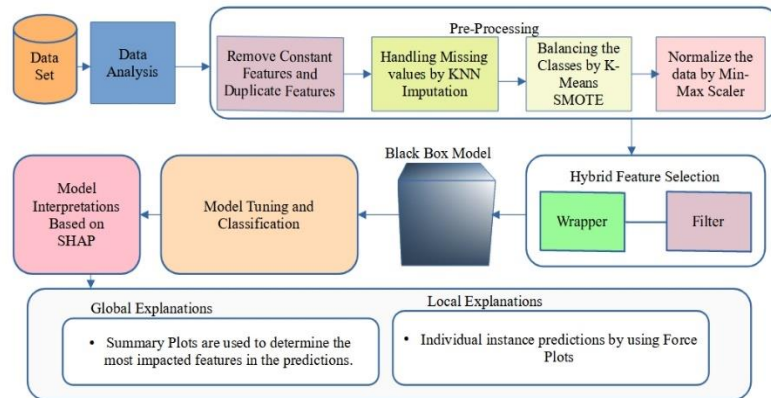 Pre-Processing
Data
Set
Data
Analysis
Remove Constant
Features and
Duplicate Features
Handling Missing
values by KNN
Imputation
Balancing the
Classes by K-
Means
SMOTE
Normalize the
data by Min-
Max Scaler
Hybrid Feature Selection
Wrapper
Filter
Black Box Model
Model Tuning and
Classification
Model
Interpretations
Based on
SHAP
Global Explanations
• Summary Plots are used to determine the
most impacted features in the predictions.
Local Explanations
• Individual instance predictions by using Force
Plots